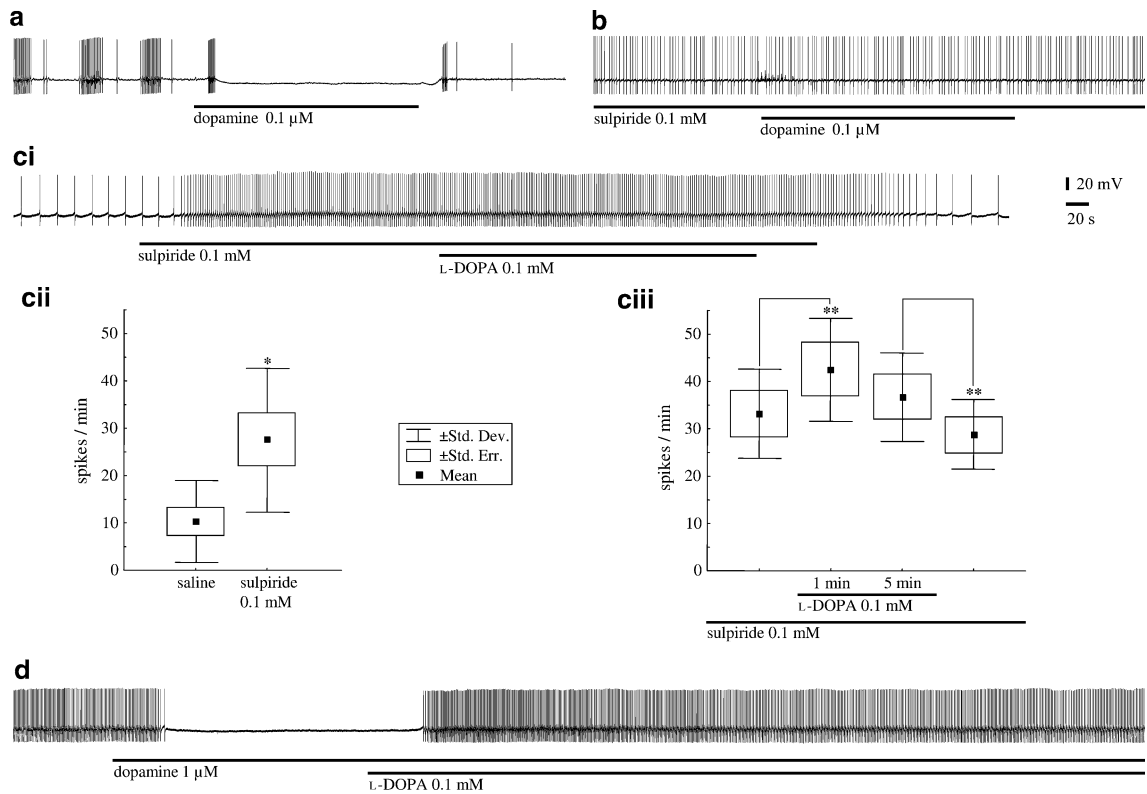 a
dopamine 0.1 µM
b
sulpiride 0.1 mM
dopamine 0.1 µM
ci
20 mV
20 s
sulpiride 0.1 mM
L-DOPA 0.1 mM
cii
spikes / min
50
40
30
20
10
0
*
saline
sulpiride
0.1 mM
±Std. Dev.
±Std. Err.
Mean
ciii
spikes / min
50
40
30
20
10
0
**
**
1 min 5 min
L-DOPA 0.1 mM
sulpiride 0.1 mM
d
dopamine 1 µM
L-DOPA 0.1 mM